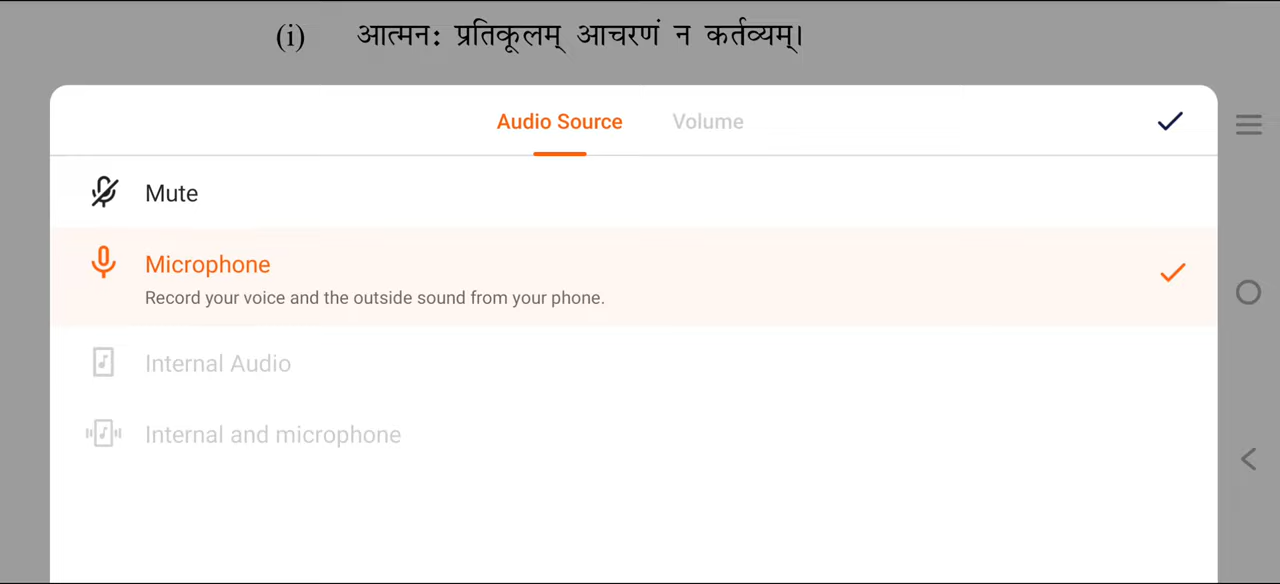 (i) आत्मनः प्रतिकूलम् आचरणं न कर्तव्यम्।
Audio Source Volume
Mute
Microphone
Record your voice and the outside sound from your phone.
Internal Audio
Internal and microphone